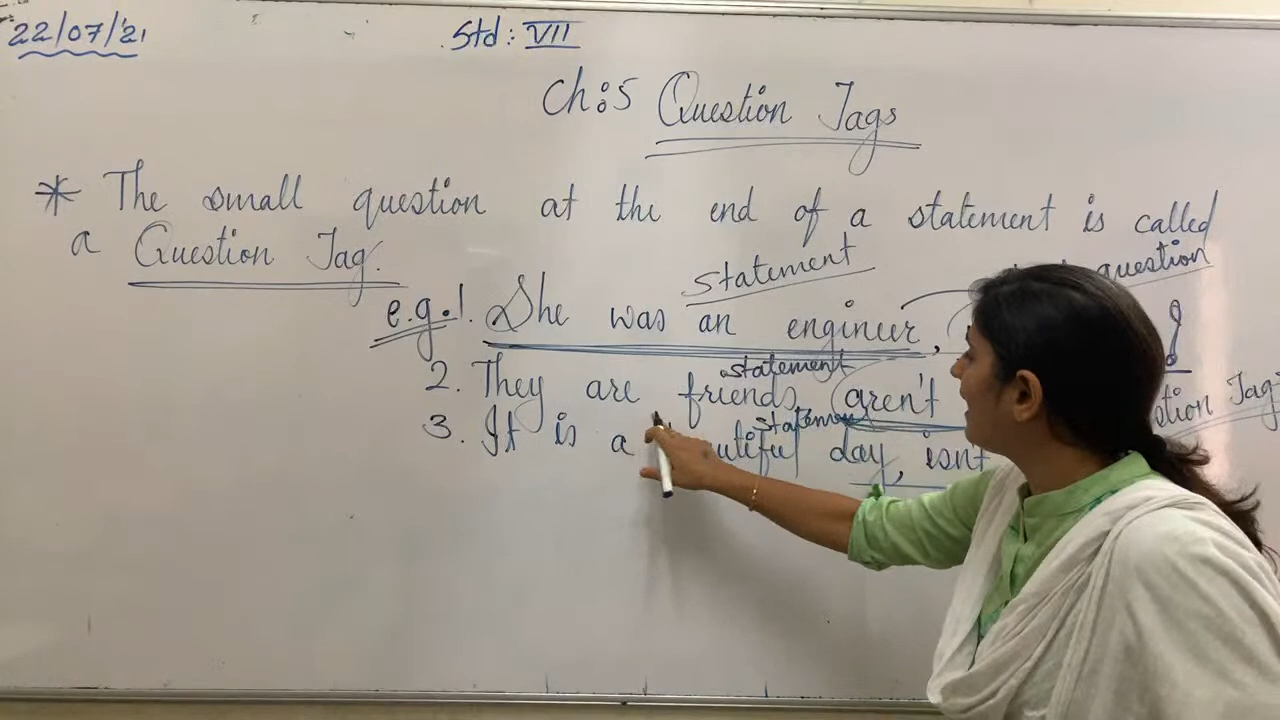 22/07/21
Std: VII
Ch:5 Question Tags
* The small question at the end of a statement is called
a Question Tag.
statement
question
e.g. 1. She was an engineer,
statement
2. They are friends, aren't
statement
Tag
3. It is a day, isn't